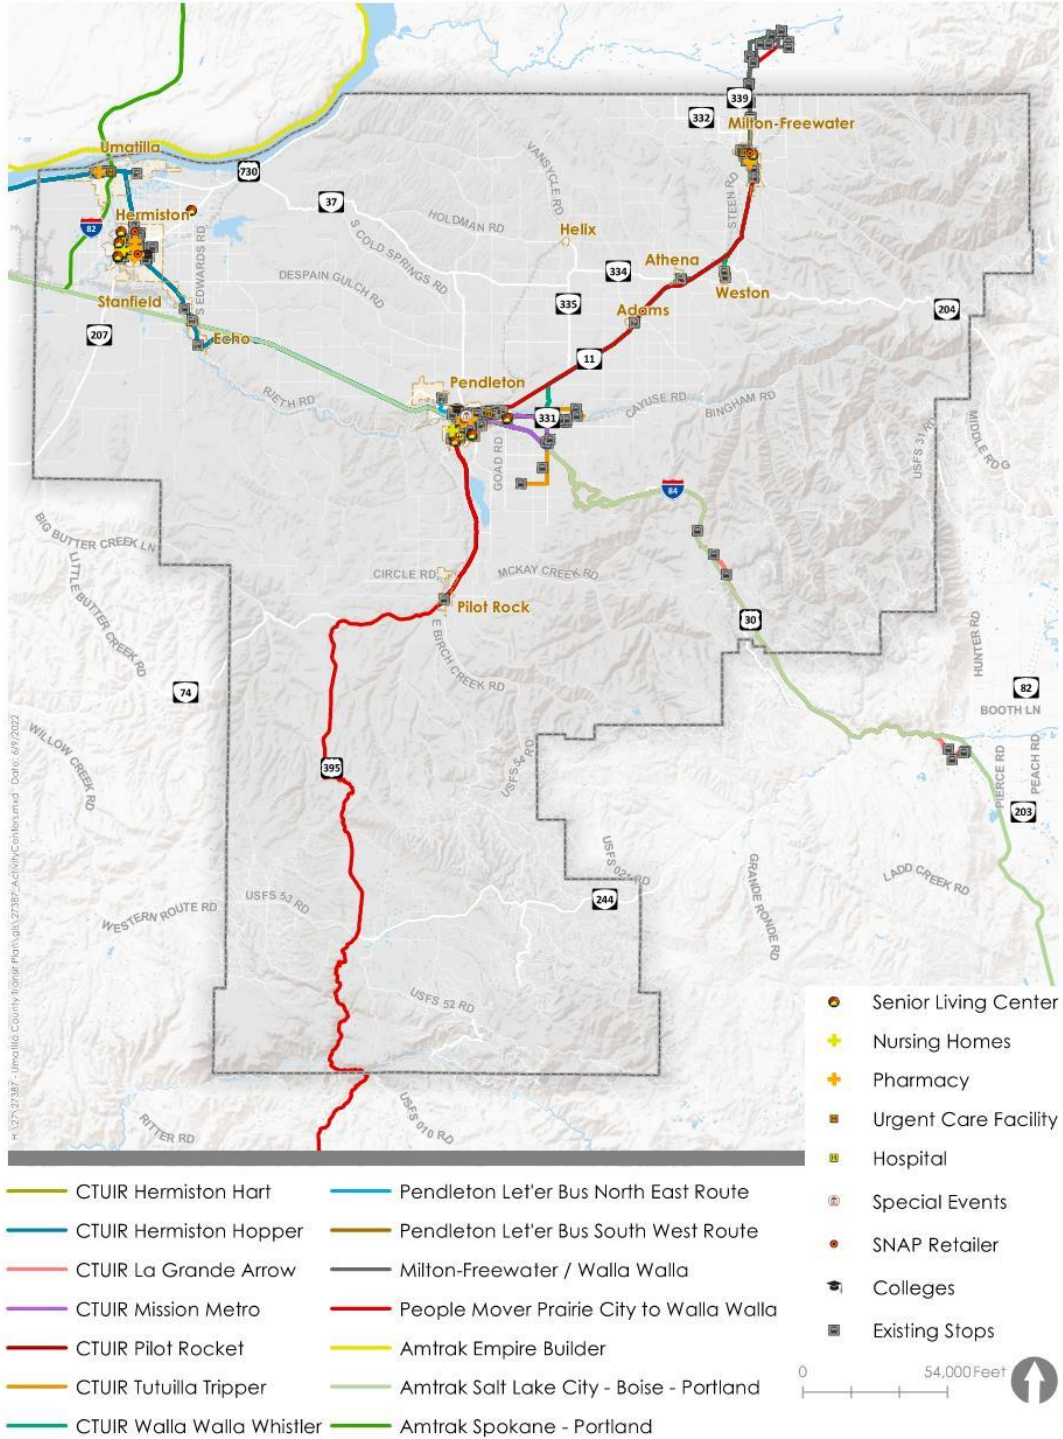 339
332
Milton-Freewater
Umatilla
730
VANSYCLE RD
37
STEEN RD
HOLDMAN RD
Hermiston
82
Helix
S COLD SPRINGS RD
S EDWARDS RD
Athena
334
DESPAIN GULCH RD
Weston
Stanfield
335
204
Adams
207
Echo
11
Pendleton
RIETH RD
CAYUSE RD
BINGHAM RD
331
USFS 31 RD
MIDDLE RD G
GOAD RD
84
BIG BUTTER CREEK LN
LITTLE BUTTER CREEK RD
CIRCLE RD
MCKAY CREEK RD
Pilot Rock
30
E BIRCH CREEK RD
HUNTER RD
74
82
BOOTH LN
WILLOW CREEK RD
395
USFS 54 RD
PIERCE RD
PEACH RD
203
LADD CREEK RD
GRANDE RONDE RD
USFS 53 RD
244
WESTERN ROUTE RD
USFS 52 RD
USFS 010 RD
RITTER RD
Senior Living Center
Nursing Homes
Pharmacy
Urgent Care Facility
Hospital
Special Events
SNAP Retailer
Colleges
Existing Stops
0 54,000 Feet
CTUIR Hermiston Hart
CTUIR Hermiston Hopper
CTUIR La Grande Arrow
CTUIR Mission Metro
CTUIR Pilot Rocket
CTUIR Tutuilla Tripper
CTUIR Walla Walla Whistler
Pendleton Let'er Bus North East Route
Pendleton Let'er Bus South West Route
Milton-Freewater / Walla Walla
People Mover Prairie City to Walla Walla
Amtrak Empire Builder
Amtrak Salt Lake City - Boise - Portland
Amtrak Spokane - Portland